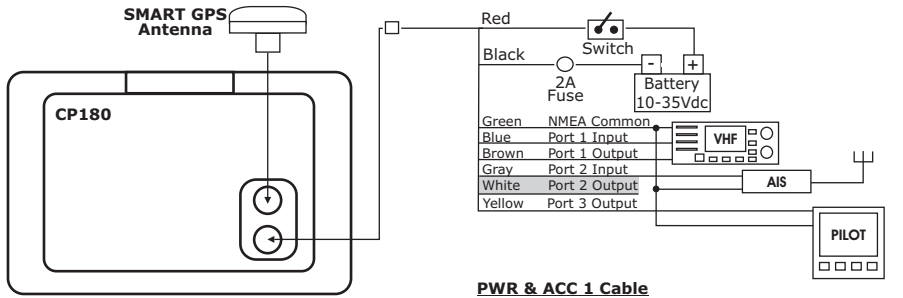 SMART GPS
Antenna
CP180
Red
Switch
Black
2A
Fuse
- +
Battery
10-35Vdc
Green NMEA Common
Blue Port 1 Input
Brown Port 1 Output
Gray Port 2 Input
White Port 2 Output
Yellow Port 3 Output
VHF
AIS
PILOT
PWR & ACC 1 Cable